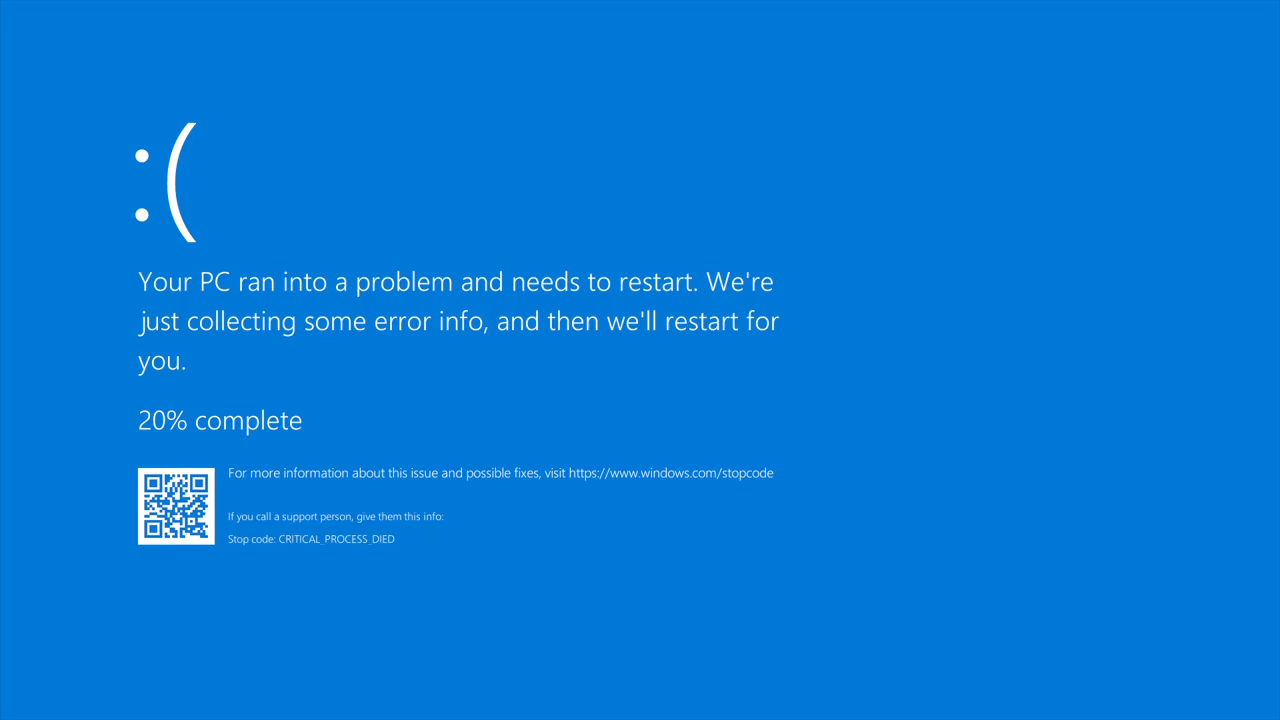 :(
Your PC ran into a problem and needs to restart. We're
just collecting some error info, and then we'll restart for
you.
20% complete
For more information about this issue and possible fixes, visit https://www.windows.com/stopcode
If you call a support person, give them this info:
Stop code: CRITICAL_PROCESS_DIED